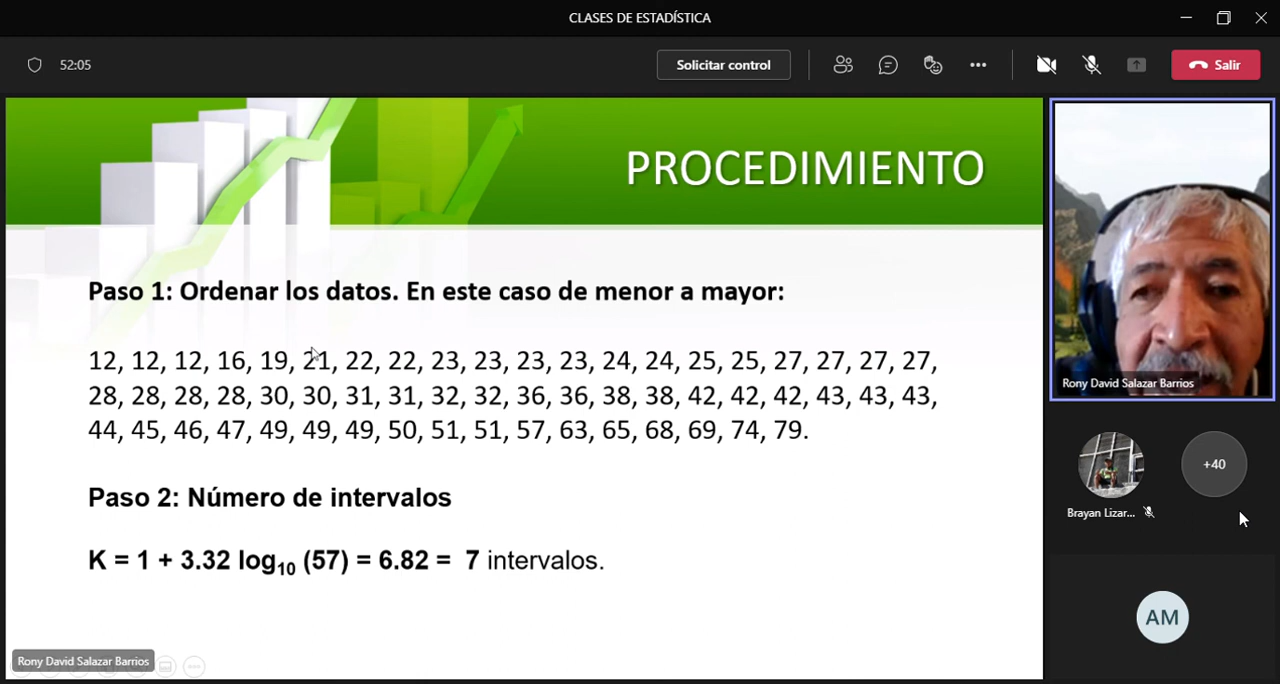 CLASES DE ESTADÍSTICA
52:05
Solicitar control
Salir
PROCEDIMIENTO
Paso 1: Ordenar los datos. En este caso de menor a mayor:
12, 12, 12, 16, 19, 21, 22, 22, 23, 23, 23, 23, 24, 24, 25, 25, 27, 27, 27, 27,
28, 28, 28, 28, 30, 30, 31, 31, 32, 32, 36, 36, 38, 38, 42, 42, 42, 43, 43, 43,
44, 45, 46, 47, 49, 49, 49, 50, 51, 51, 57, 63, 65, 68, 69, 74, 79.
Paso 2: Número de intervalos
K = 1 + 3.32 log10 (57) = 6.82 = 7 intervalos.
Rony David Salazar Barrios
Rony David Salazar Barrios
+40
Brayan Lizar...
AM